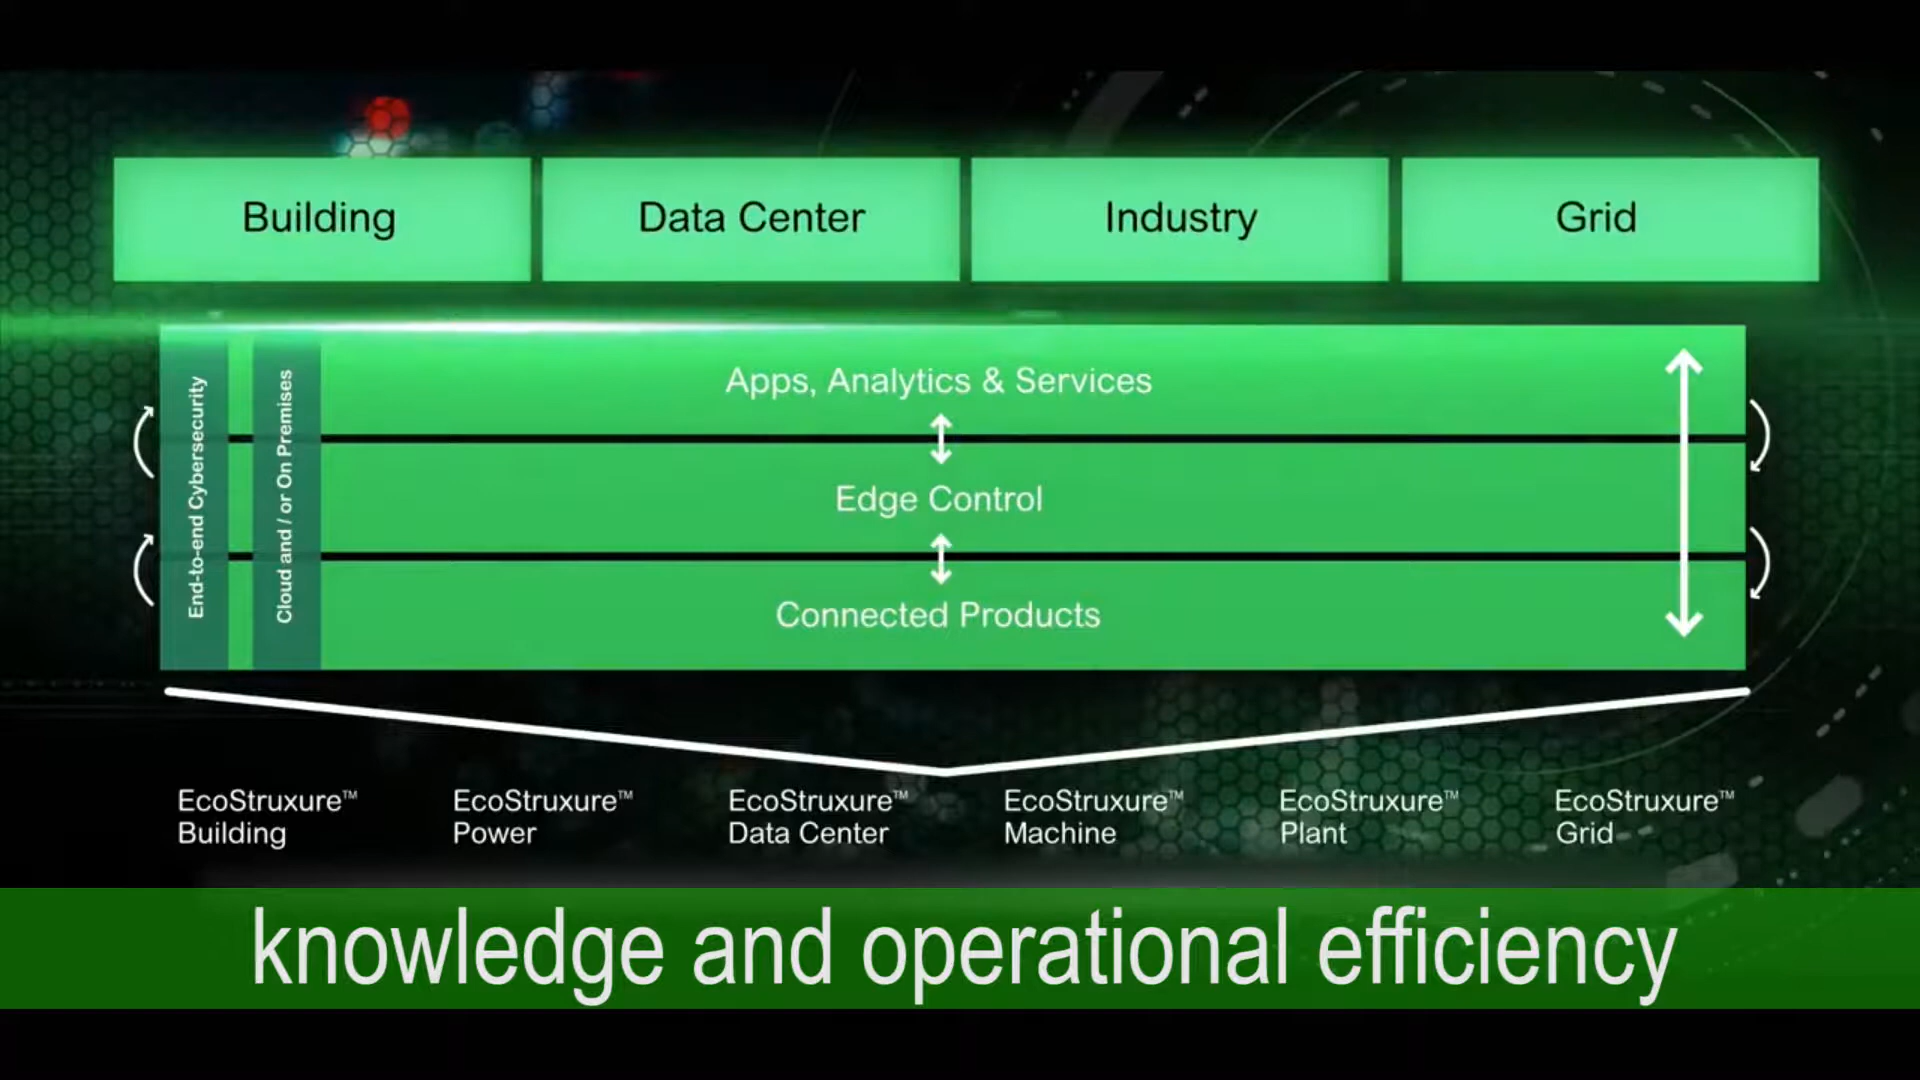 Building
Data Center
Industry
Grid
End-to-end Cybersecurity
Cloud and / or On Premises
Apps, Analytics & Services
Edge Control
Connected Products
EcoStruxure™
Building
EcoStruxure™
Power
EcoStruxure™
Data Center
EcoStruxure™
Machine
EcoStruxure™
Plant
EcoStruxure™
Grid
knowledge and operational efficiency